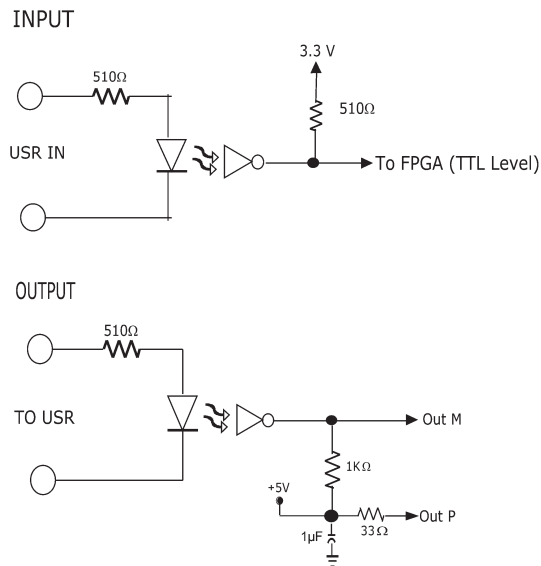 INPUT
3.3 V
510Ω
510Ω
USR IN
To FPGA (TTL Level)
OUTPUT
510Ω
TO USR
Out M
1KΩ
+5V
Out P
33Ω
1µF